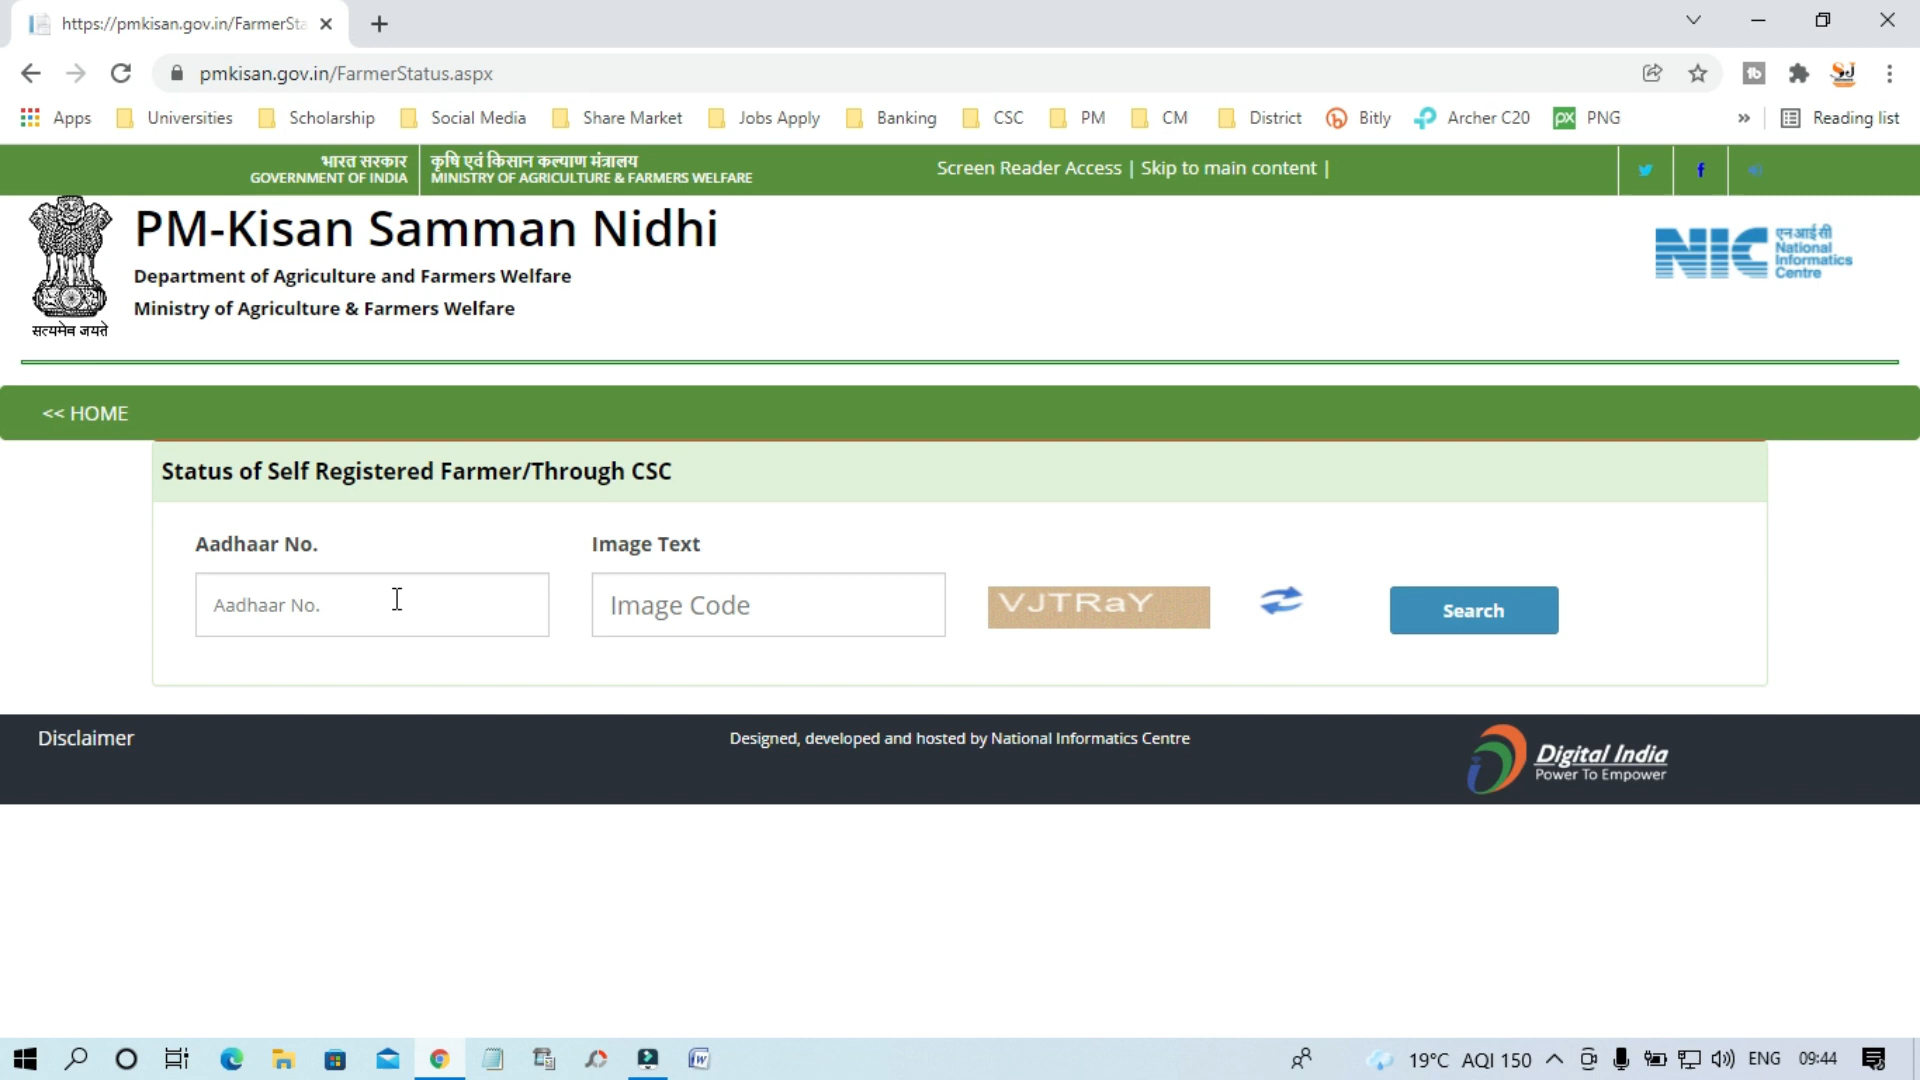 https://pmkisan.gov.in/FarmerSta
pmkisan.gov.in/FarmerStatus.aspx
Apps Universities Scholarship Social Media Share Market Jobs Apply Banking CSC PM CM District Bitly Archer C20 PX PNG » Reading list
भारत सरकार
GOVERNMENT OF INDIA
कृषि एवं किसान कल्याण मंत्रालय
MINISTRY OF AGRICULTURE & FARMERS WELFARE
Screen Reader Access | Skip to main content |
PM-Kisan Samman Nidhi
Department of Agriculture and Farmers Welfare
Ministry of Agriculture & Farmers Welfare
सत्यमेव जयते
NIC
एन आई सी
National
Informatics
Centre
<< HOME
Status of Self Registered Farmer/Through CSC
Aadhaar No. Image Text
Aadhaar No. Image Code VJTRaY Search
Disclaimer
Designed, developed and hosted by National Informatics Centre
Digital India
Power To Empower
19°C AQI 150 ENG 09:44